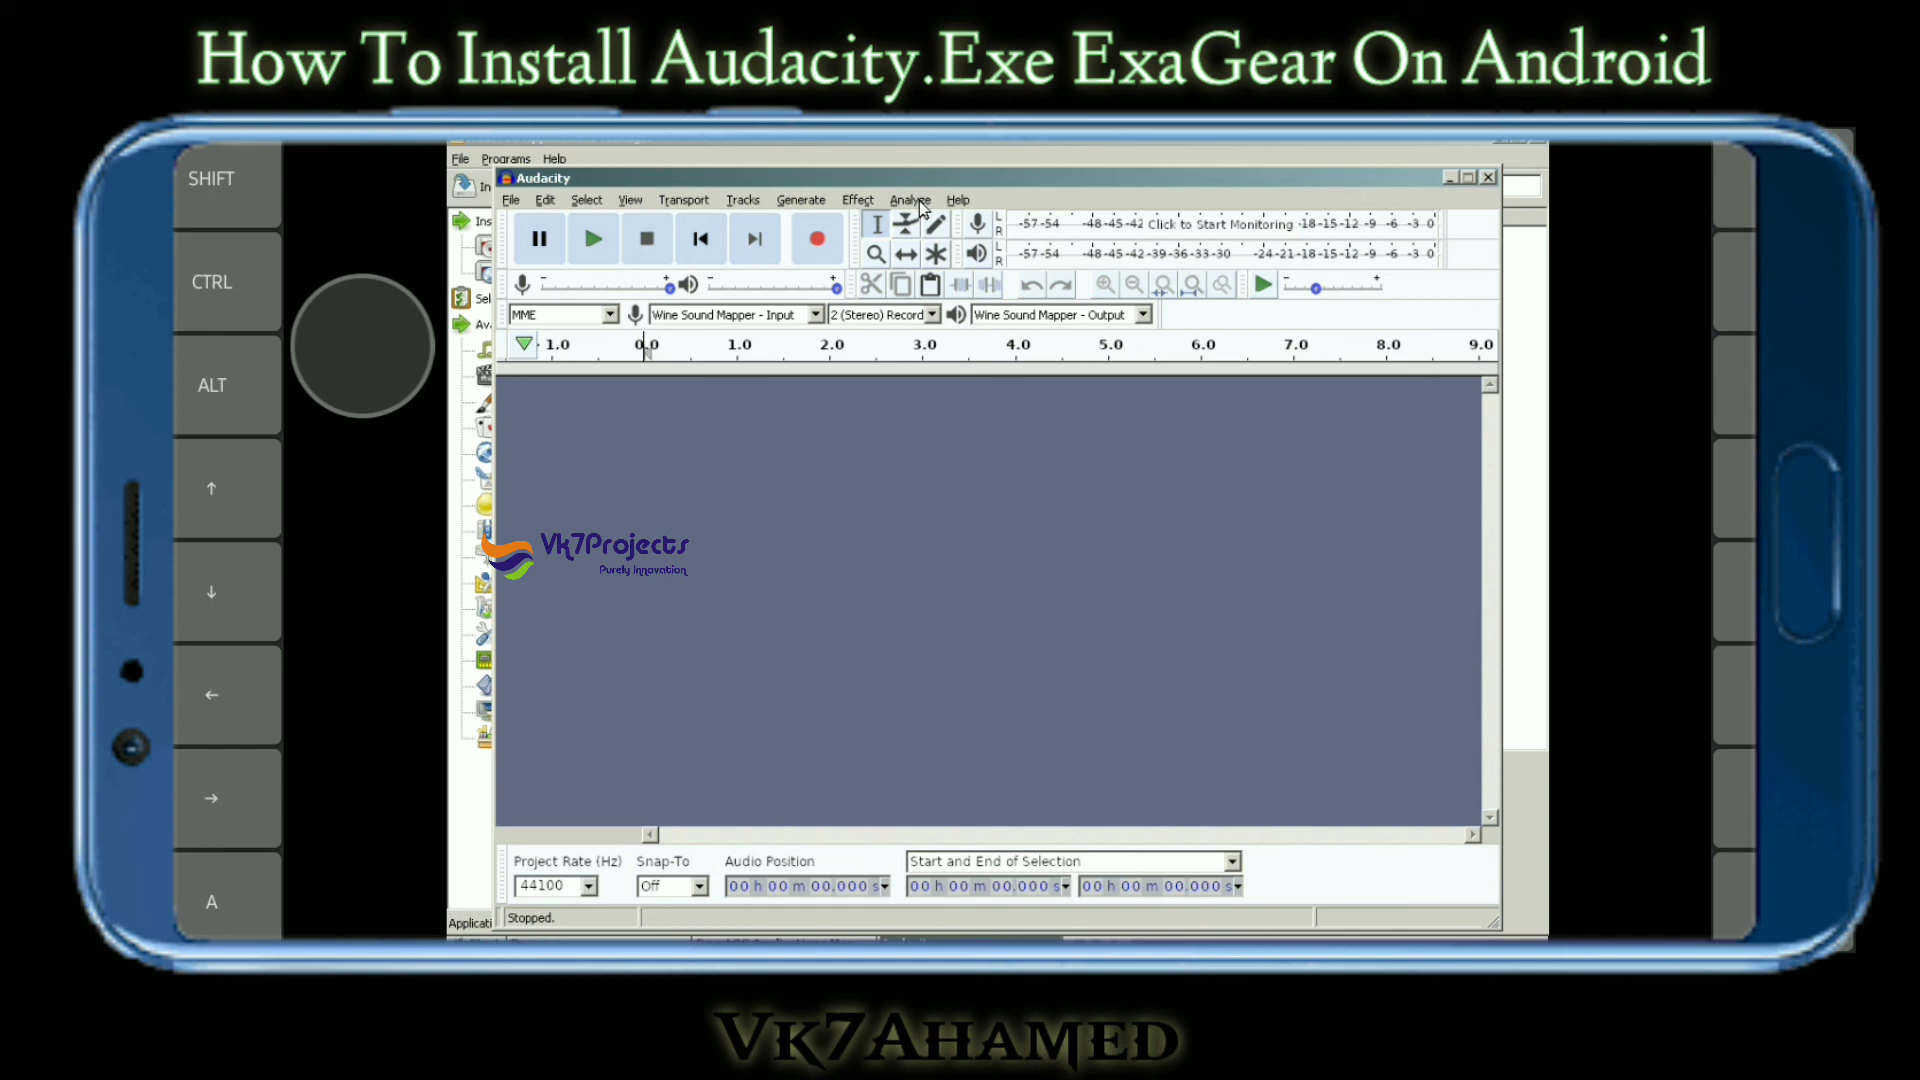 How To Install Audacity.Exe ExaGear On Android
SHIFT
CTRL
ALT
↑
↓
←
→
A
File Programs Help
In
Ins
Sel
Av
Applicati
Audacity
File Edit Select View Transport Tracks Generate Effect Analyze Help
L
R
-57-54 -48-45-42 Click to Start Monitoring -18-15-12 -9 -6 -3 0
L
R
-57-54 -48-45-42-39-36-33-30 -24-21-18-15-12 -9 -6 -3 0
- + - + - +
MME Wine Sound Mapper - Input 2 (Stereo) Record Wine Sound Mapper - Output
- 1.0 0.0 1.0 2.0 3.0 4.0 5.0 6.0 7.0 8.0 9.0
Vk7Projects
Purely Innovation
Project Rate (Hz) Snap-To Audio Position Start and End of Selection
44100 Off 00 h 00 m 00.000 s 00 h 00 m 00.000 s 00 h 00 m 00.000 s
Stopped.
Vk7Ahamed